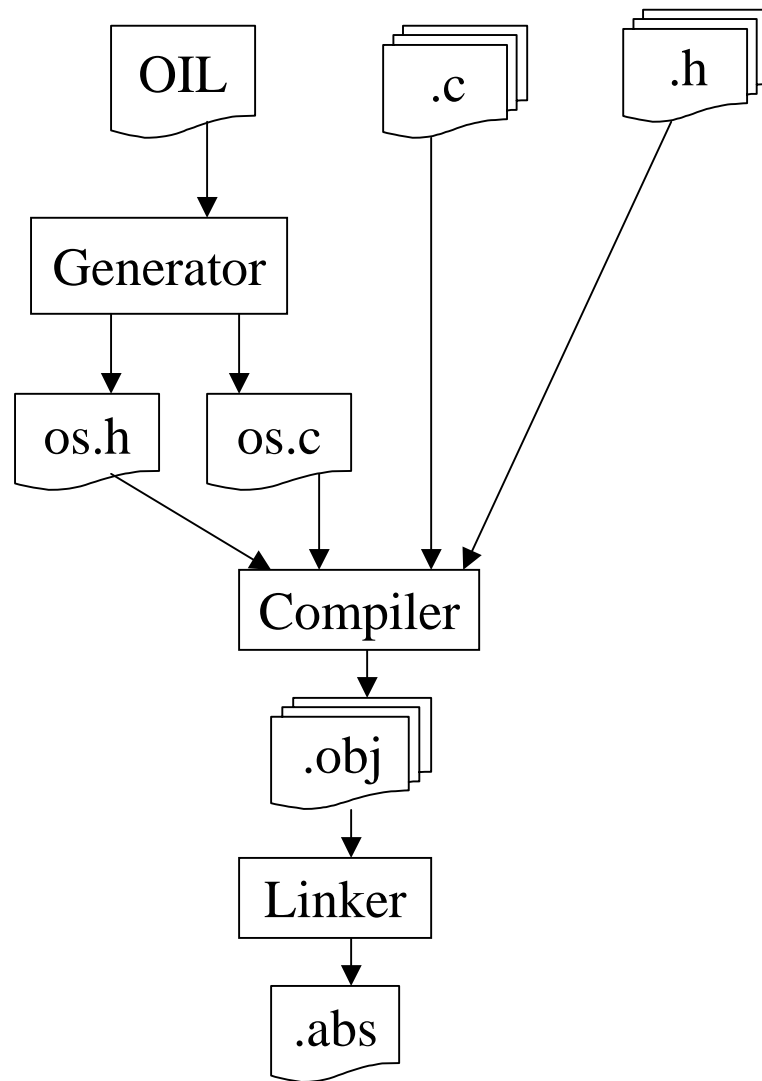 OIL
.c
.h
Generator
os.h
os.c
Compiler
.obj
Linker
.abs